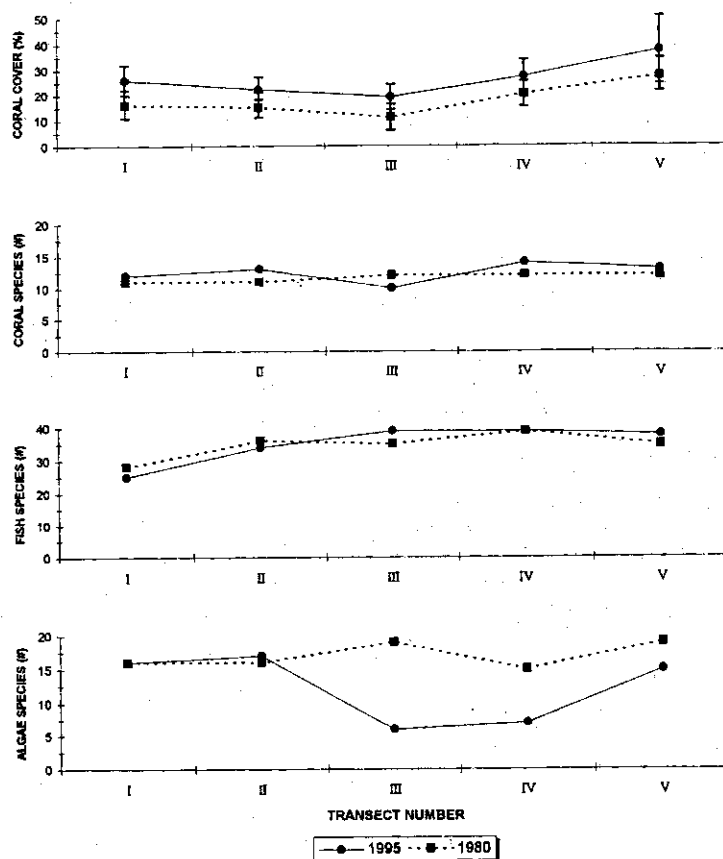 CORAL COVER (%)
50
40
30
20
10
0
I II III IV V
CORAL SPECIES (#)
20
15
10
5
0
I II III IV V
FISH SPECIES (#)
40
30
20
10
0
I II III IV V
ALGAE SPECIES (#)
20
15
10
5
0
I II III IV V
TRANSECT NUMBER
1995 1980